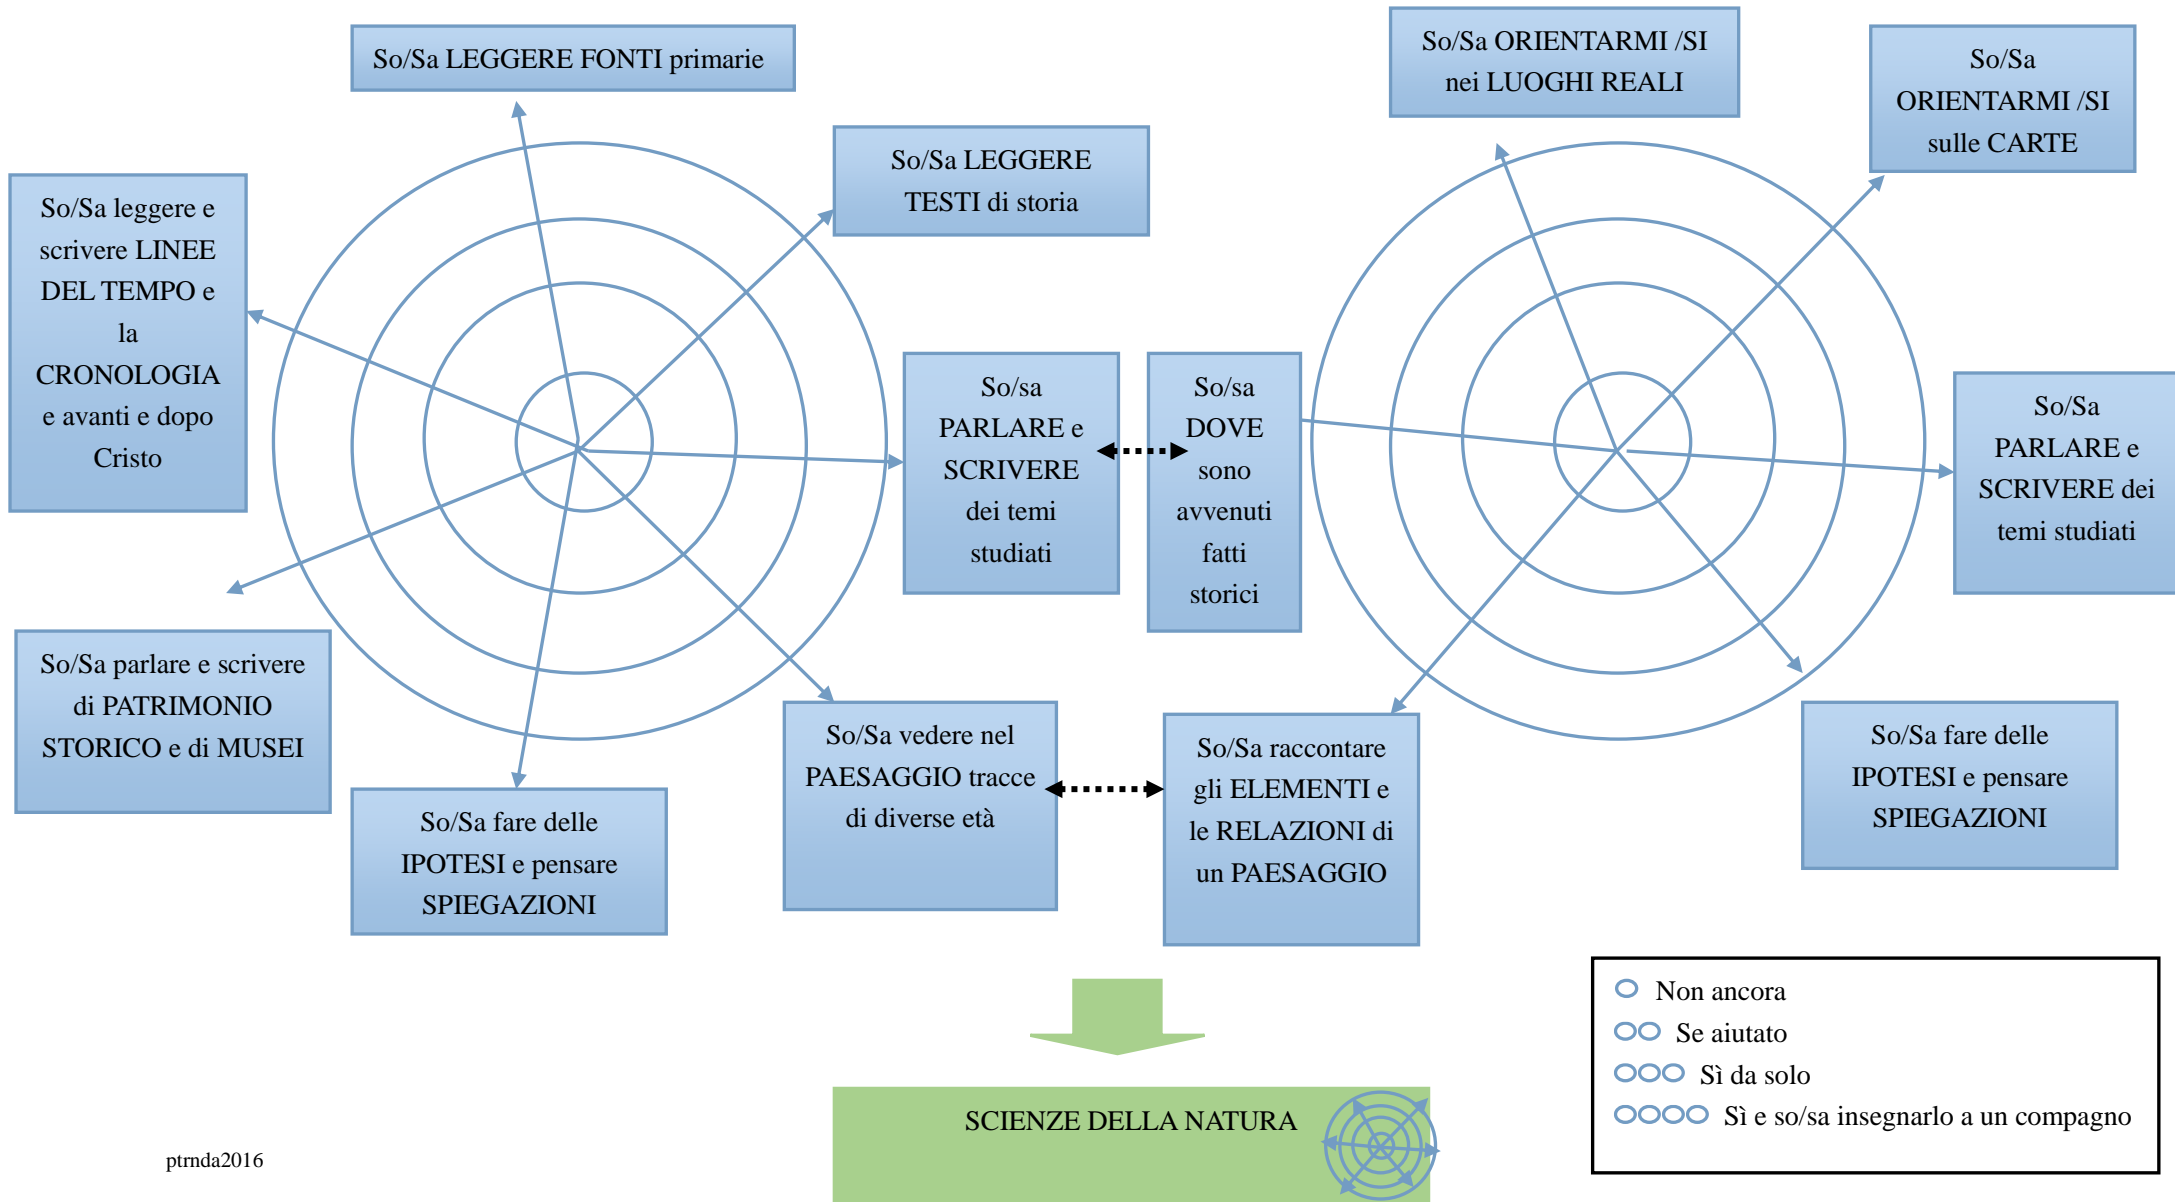 So/Sa LEGGERE FONTI primarie
So/Sa ORIENTARMI /SI
nei LUOGHI REALI
So/Sa
ORIENTARMI /SI
sulle CARTE
So/Sa LEGGERE
TESTI di storia
So/Sa leggere e
scrivere LINEE
DEL TEMPO e
la
CRONOLOGIA
e avanti e dopo
Cristo
So/sa
PARLARE e
SCRIVERE
dei temi
studiati
So/sa
DOVE
sono
avvenuti
fatti
storici
So/Sa
PARLARE e
SCRIVERE dei
temi studiati
So/Sa parlare e scrivere
di PATRIMONIO
STORICO e di MUSEI
So/Sa fare delle
IPOTESI e pensare
SPIEGAZIONI
So/Sa vedere nel
PAESAGGIO tracce
di diverse età
So/Sa raccontare
gli ELEMENTI e
le RELAZIONI di
un PAESAGGIO
So/Sa fare delle
IPOTESI e pensare
SPIEGAZIONI
Non ancora
Se aiutato
Sì da solo
Sì e so/sa insegnarlo a un compagno
SCIENZE DELLA NATURA
ptrnda2016